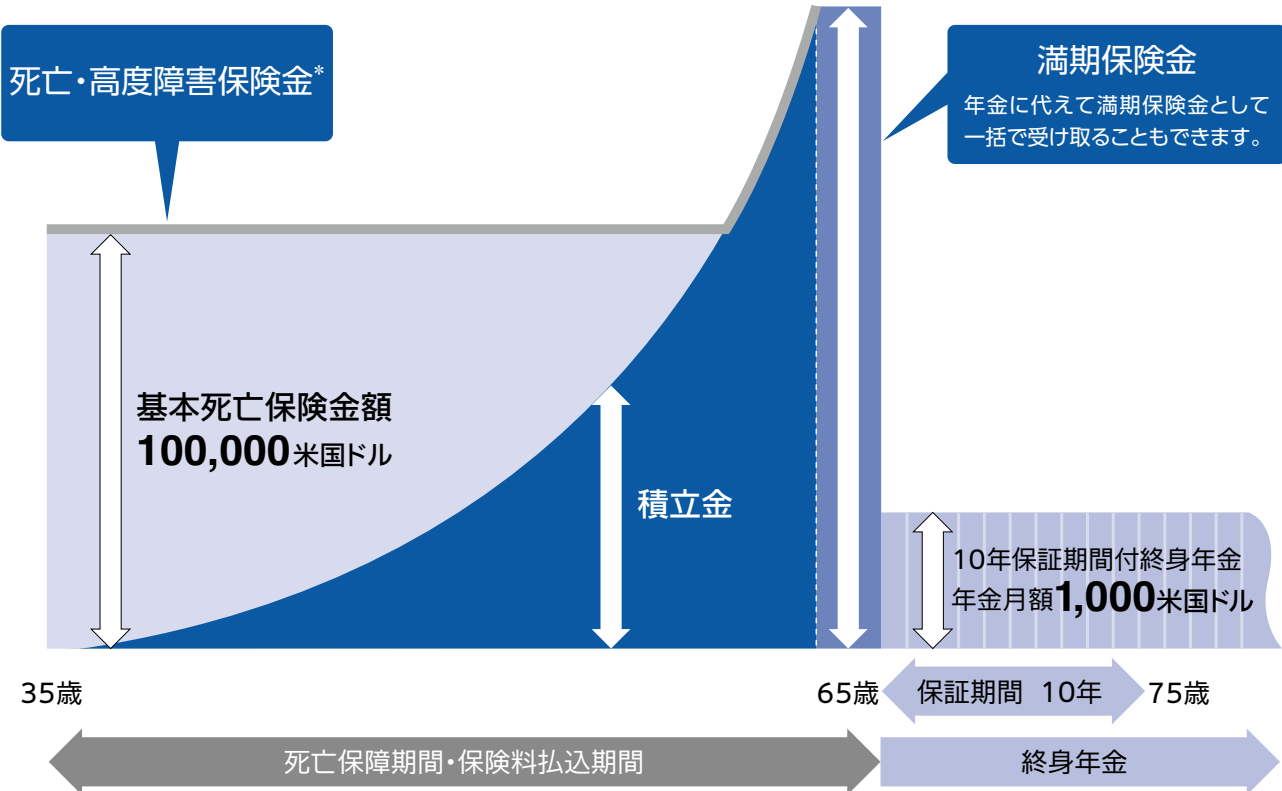 死亡・高度障害保険金*
満期保険金
年金に代えて満期保険金として
一括で受け取ることもできます。
基本死亡保険金額
100,000米国ドル
積立金
10年保証期間付終身年金
年金月額1,000米国ドル
35歳
65歳
保証期間 10年
75歳
死亡保障期間・保険料払込期間
終身年金